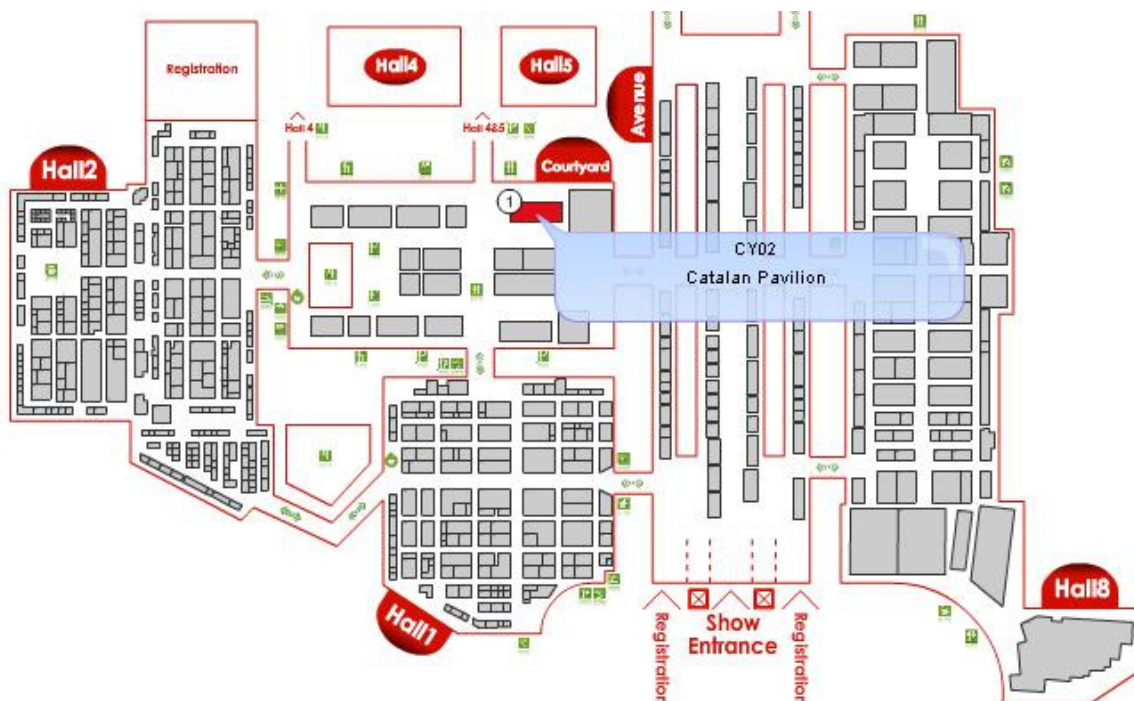 Registration
Hall4
Hall5
Avenue
Hall 4
Hall 4&5
Hall2
Courtyard
1
CY02
Catalan Pavilion
Hall1
Hall8
Registration
Show
Entrance
Registration